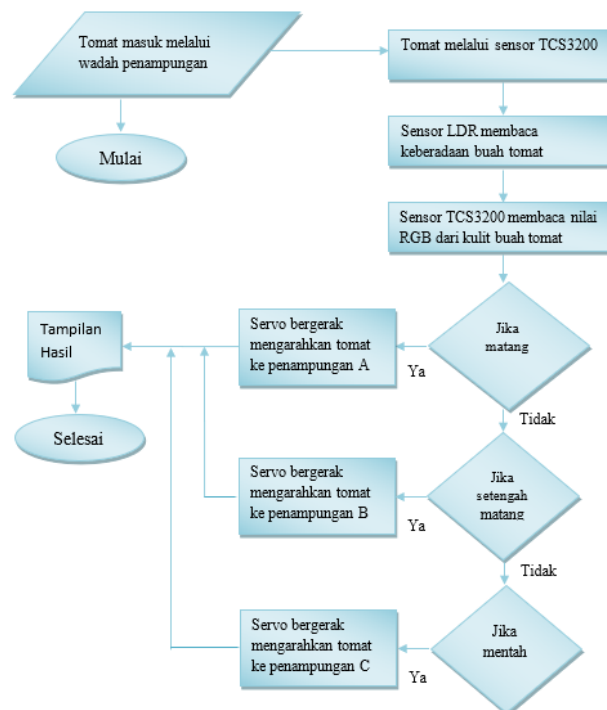 Tomat masuk melalui
wadah penampungan
Tomat melalui sensor TCS3200
Mulai
Sensor LDR membaca
keberadaan buah tomat
Sensor TCS3200 membaca nilai
RGB dari kulit buah tomat
Jika
matang
Ya
Servo bergerak
mengarahkan tomat
ke penampungan A
Tampilan
Hasil
Selesai
Tidak
Jika
setengah
matang
Ya
Servo bergerak
mengarahkan tomat
ke penampungan B
Tidak
Jika
mentah
Ya
Servo bergerak
mengarahkan tomat
ke penampungan C